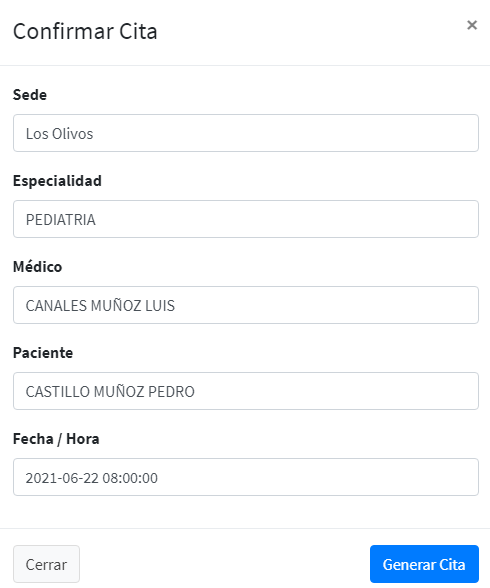 Confirmar Cita ×
Sede
Los Olivos
Especialidad
PEDIATRIA
Médico
CANALES MUÑOZ LUIS
Paciente
CASTILLO MUÑOZ PEDRO
Fecha / Hora
2021-06-22 08:00:00
Cerrar Generar Cita